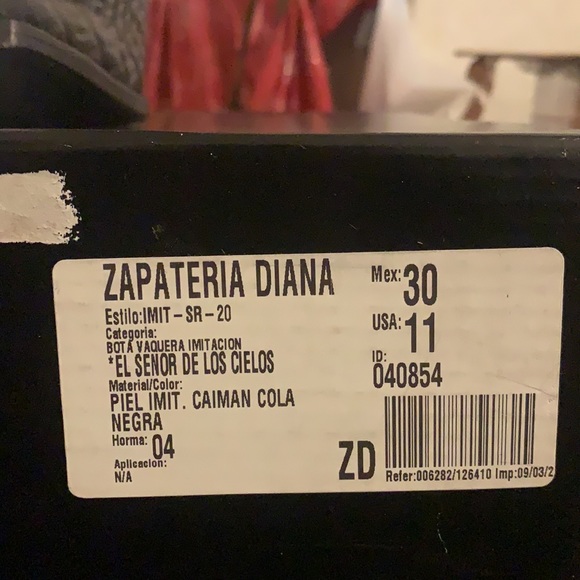 ZAPATERIA DIANA
Estilo:IMIT-SR-20
Categoria:
BOTA VAQUERA IMITACION
*EL SENOR DE LOS CIELOS
Material/Color:
PIEL IMIT. CAIMAN COLA
NEGRA
Horma: 04
Aplicacion:
N/A
Mex: 30
USA: 11
ID:
040854
ZD
Refer:006282/126410 Imp:09/03/2